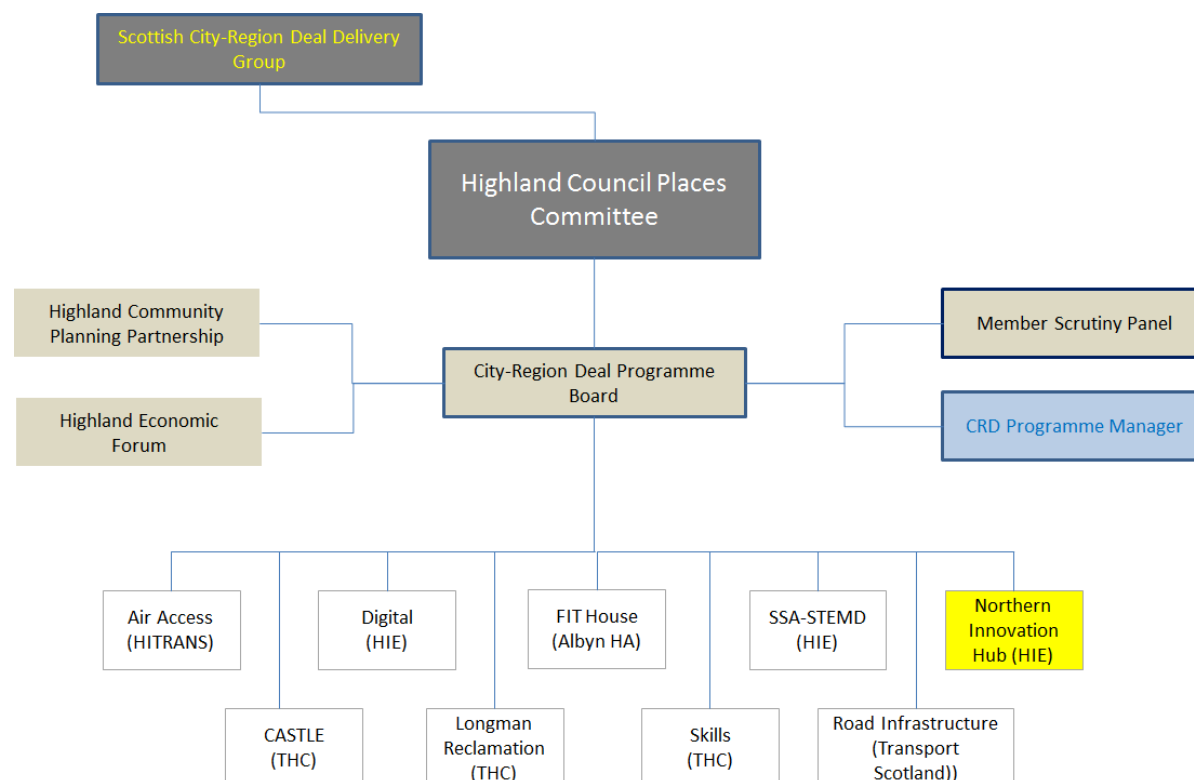 Scottish City-Region Deal Delivery
Group
Highland Council Places
Committee
Highland Community
Planning Partnership
Member Scrutiny Panel
City-Region Deal Programme
Board
Highland Economic
Forum
CRD Programme Manager
Air Access
(HITRANS)
Digital
(HIE)
FIT House
(Albyn HA)
SSA-STEMD
(HIE)
Northern
Innovation
Hub (HIE)
CASTLE
(THC)
Longman
Reclamation
(THC)
Skills
(THC)
Road Infrastructure
(Transport
Scotland))